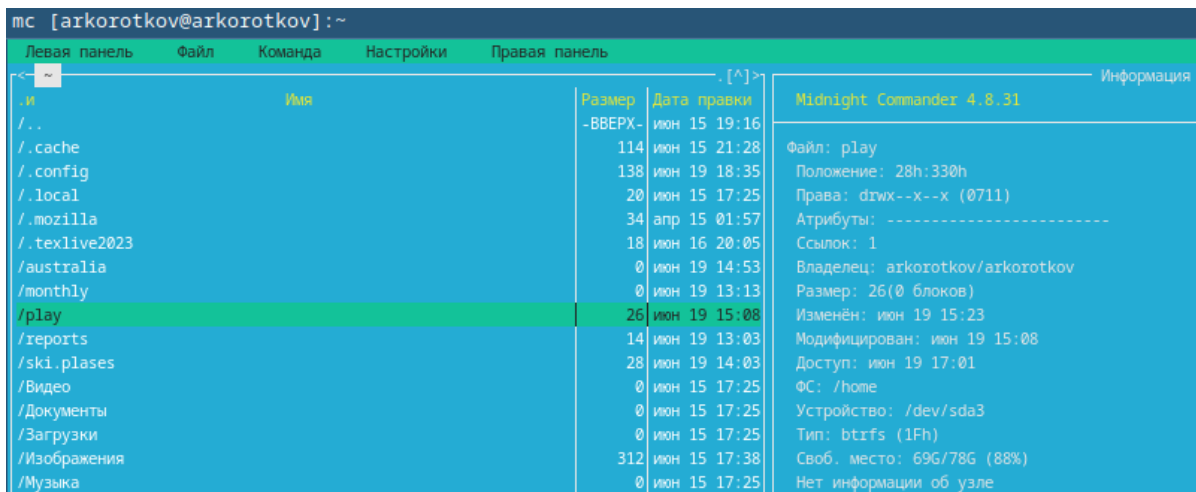 mc [arkorotkov@arkorotkov]:~
Левая панель Файл Команда Настройки Правая панель
<─ ~ .[^]>
.и Имя Размер Дата правки
/.. -ВВЕРХ- июн 15 19:16
/.cache 114 июн 15 21:28
/.config 138 июн 19 18:35
/.local 20 июн 15 17:25
/.mozilla 34 апр 15 01:57
/.texlive2023 18 июн 16 20:05
/australia 0 июн 19 14:53
/monthly 0 июн 19 13:13
/play 26 июн 19 15:08
/reports 14 июн 19 13:03
/ski.plases 28 июн 19 14:03
/Видео 0 июн 15 17:25
/Документы 0 июн 15 17:25
/Загрузки 0 июн 15 17:25
/Изображения 312 июн 15 17:38
/Музыка 0 июн 15 17:25
Информация
Midnight Commander 4.8.31
Файл: play
Положение: 28h:330h
Права: drwx--x--x (0711)
Атрибуты: -------------------------
Ссылок: 1
Владелец: arkorotkov/arkorotkov
Размер: 26(0 блоков)
Изменён: июн 19 15:23
Модифицирован: июн 19 15:08
Доступ: июн 19 17:01
ФС: /home
Устройство: /dev/sda3
Тип: btrfs (1Fh)
Своб. место: 69G/78G (88%)
Нет информации об узле